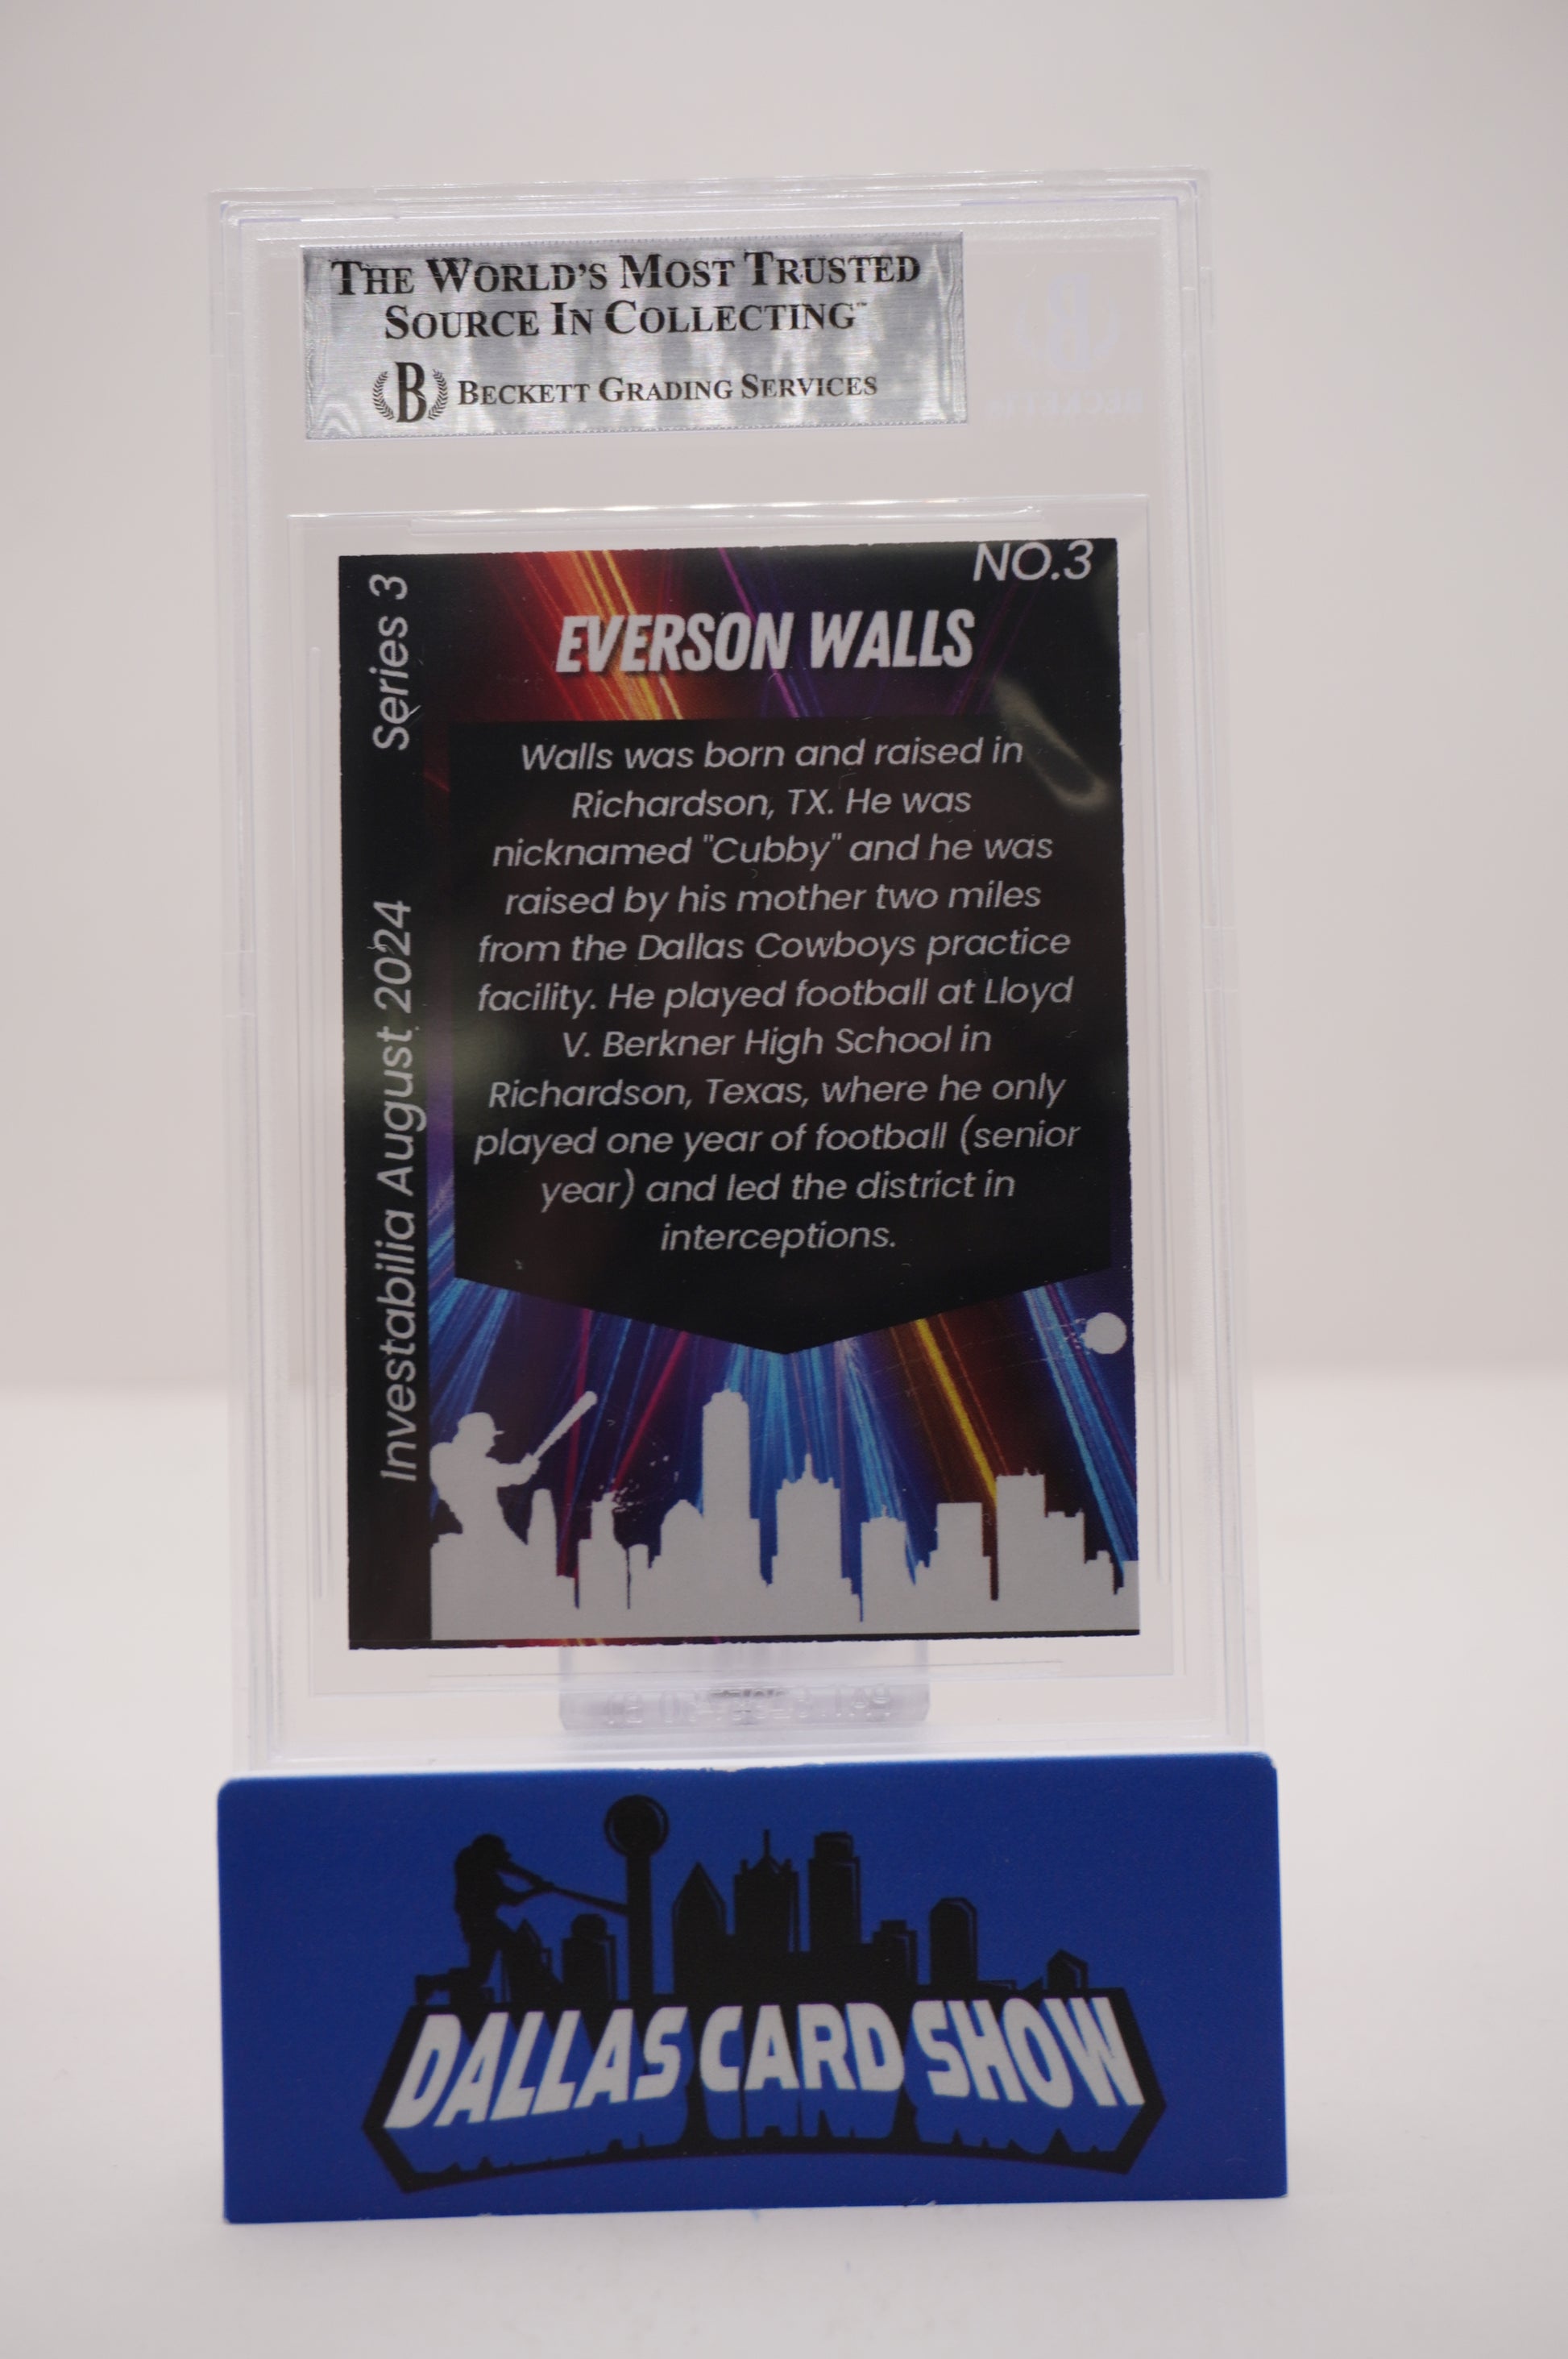 THE WORLD'S MOST TRUSTED
SOURCE IN COLLECTING™
B BECKETT GRADING SERVICES
NO.3
Series 3
Investabilia August 2024
EVERSON WALLS
Walls was born and raised in
Richardson, TX. He was
nicknamed "Cubby" and he was
raised by his mother two miles
from the Dallas Cowboys practice
facility. He played football at Lloyd
V. Berkner High School in
Richardson, Texas, where he only
played one year of football (senior
year) and led the district in
interceptions.
DALLAS CARD SHOW